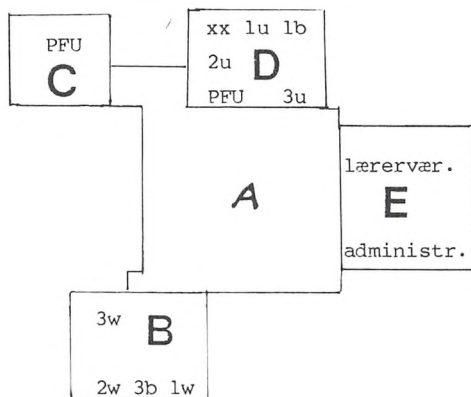 PFU
C
xx 1u 1b
2u D
PFU 3u
A
lærervær.
E
administr.
3w B
2w 3b 1w